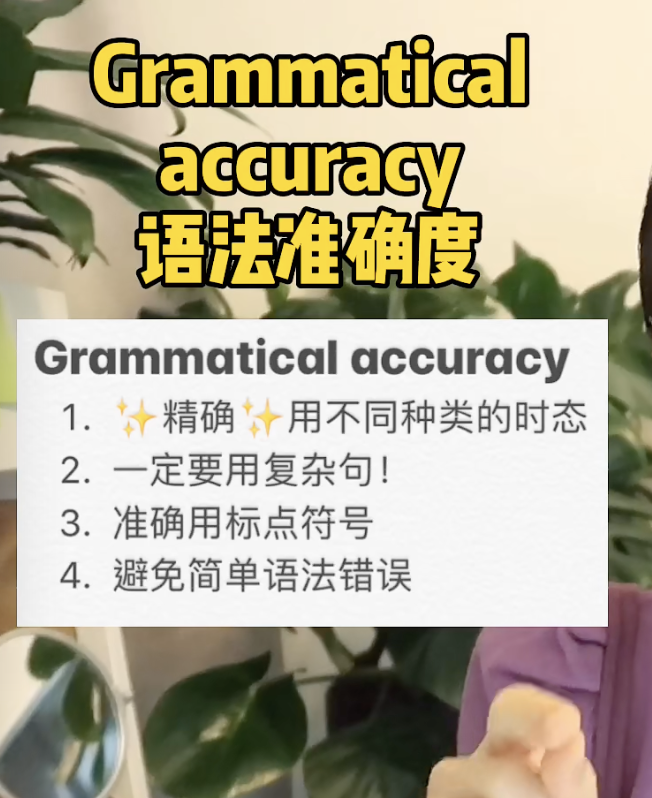 Grammatical
accuracy
语法准确度
Grammatical accuracy
1. ✨精确✨用不同种类的时态
2. 一定要用复杂句！
3. 准确用标点符号
4. 避免简单语法错误